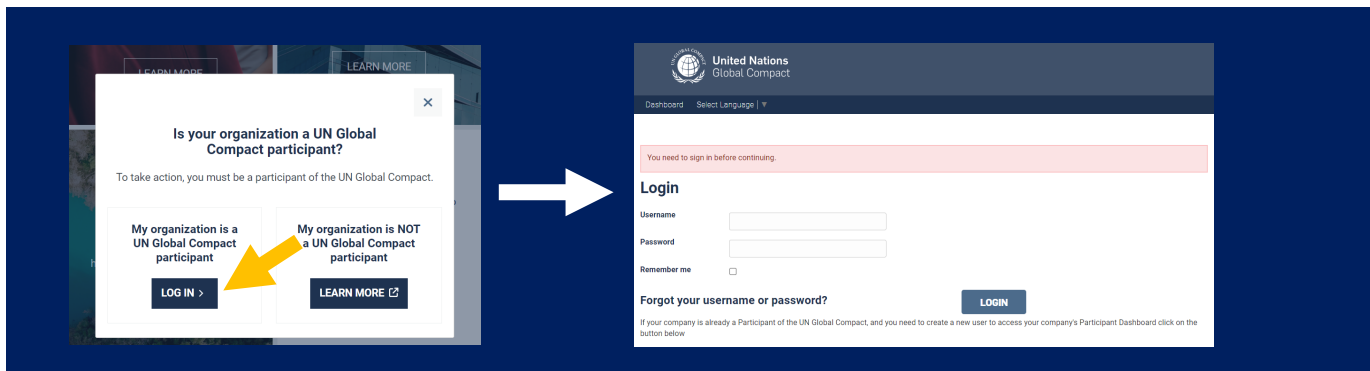 LEARN MORE
LEARN MORE
×
Is your organization a UN Global
Compact participant?
To take action, you must be a participant of the UN Global Compact.
My organization is a
UN Global Compact
participant
LOG IN >
My organization is NOT
a UN Global Compact
participant
LEARN MORE
United Nations
Global Compact
Dashboard Select Language | ▼
You need to sign in before continuing.
Login
Username
Password
Remember me
Forgot your username or password?
LOGIN
If your company is already a Participant of the UN Global Compact, and you need to create a new user to access your company's Participant Dashboard click on the
button below